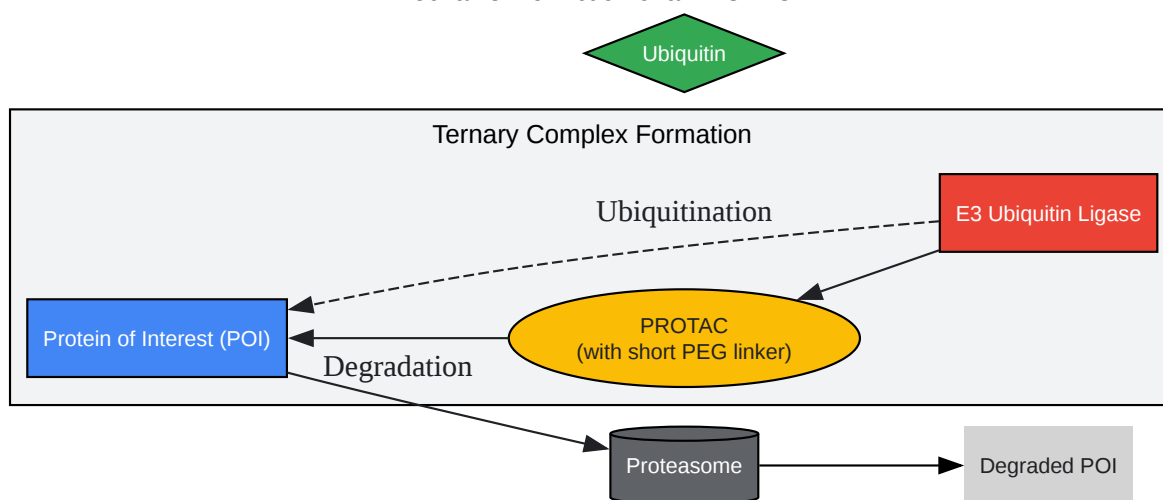 Ubiquitin
Ternary Complex Formation
Ubiquitination
E3 Ubiquitin Ligase
Protein of Interest (POI)
PROTAC
(with short PEG linker)
Degradation
Proteasome
Degraded POI